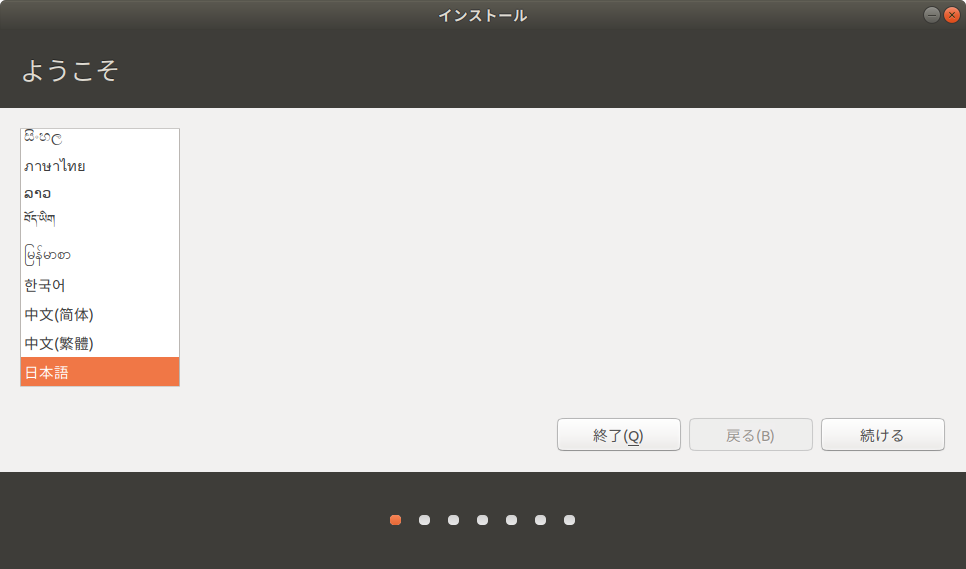 インストール
ようこそ
සිංහල
ภาษาไทย
ລາວ
བོད་ཡིག
မြန်မာစာ
한국어
中文(简体)
中文(繁體)
日本語
終了(Q)
戻る(B)
続ける